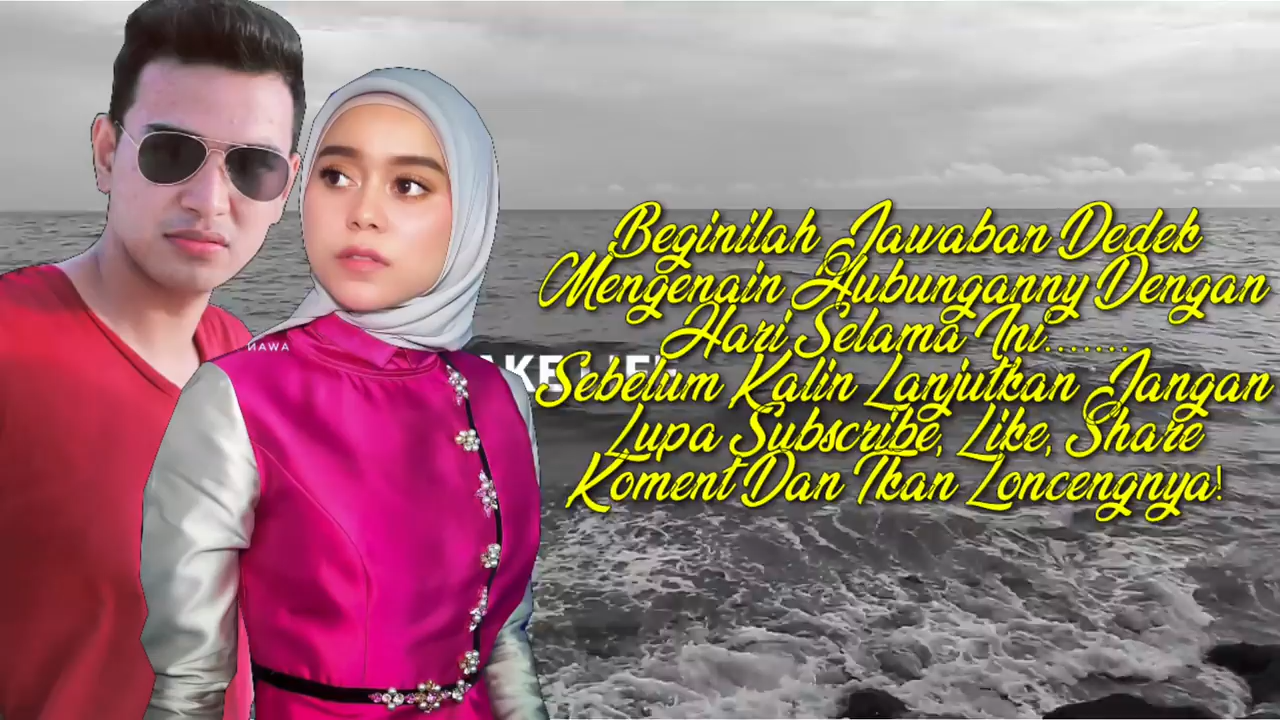 Beginilah Jawaban Dedek
Mengenain Hubunganny Dengan
Hari Selama Ini.......
Sebelum Kalin Lanjutkan Jangan
Lupa Subscribe, Like, Share
Koment Dan Ikan Loncengnya!
NAWA